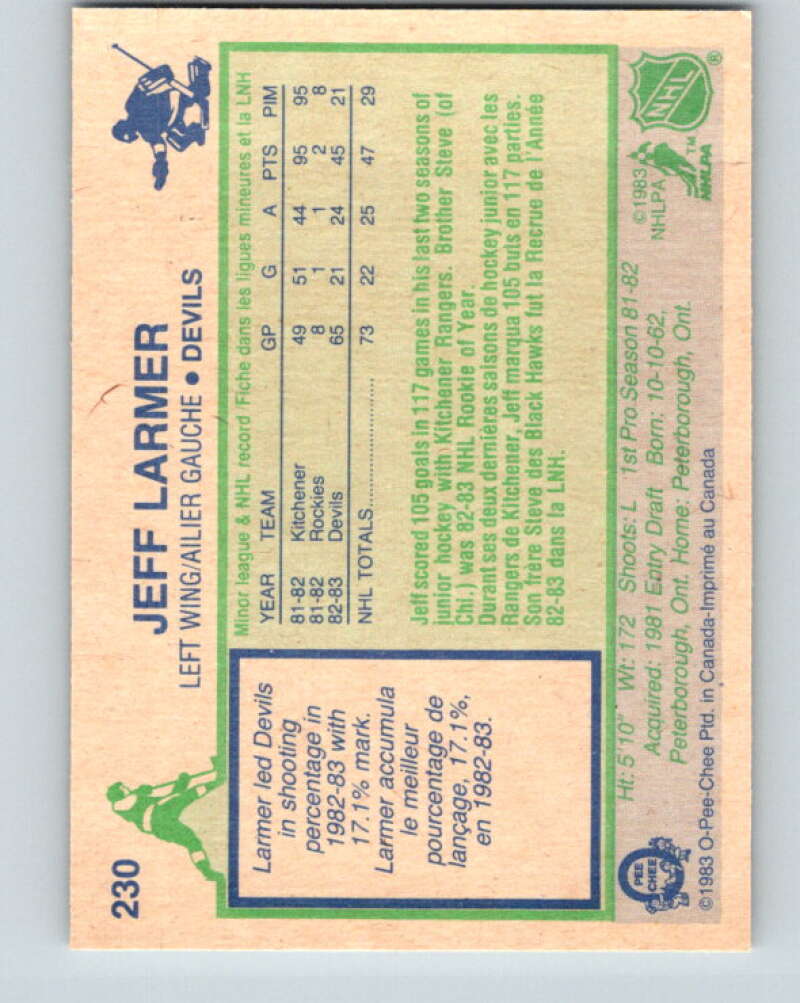 230
JEFF LARMER
LEFT WING/AILIER GAUCHE • DEVILS
Larmer led Devils
in shooting
percentage in
1982-83 with
17.1% mark.
Larmer accumula
le meilleur
pourcentage de
lançage, 17.1%,
en 1982-83.
Minor league & NHL record / Fiche dans les ligues mineures et la LNH
YEAR TEAM GP G A PTS PIM
81-82 Kitchener 49 51 44 95 95
81-82 Rockies 8 1 1 2 8
82-83 Devils 65 21 24 45 21
NHL TOTALS.................... 73 22 25 47 29
Jeff scored 105 goals in 117 games in his last two seasons of
junior hockey with Kitchener Rangers. Brother Steve (of
Chi.) was 82-83 NHL Rookie of Year.
Durant ses deux dernières saisons de hockey junior avec les
Rangers de Kitchener, Jeff marqua 105 buts en 117 parties.
Son frère Steve des Black Hawks fut la Recrue de l'Année
82-83 dans la LNH.
Ht: 5'10" Wt: 172 Shoots: L 1st Pro Season 81-82
Acquired: 1981 Entry Draft Born: 10-10-62,
Peterborough, Ont. Home: Peterborough, Ont.
©1983 O-Pee-Chee Ptd. in Canada-Imprimé au Canada
O
PEE
CHEE
NHL
®
©1983
NHLPA
TM
NHLPA